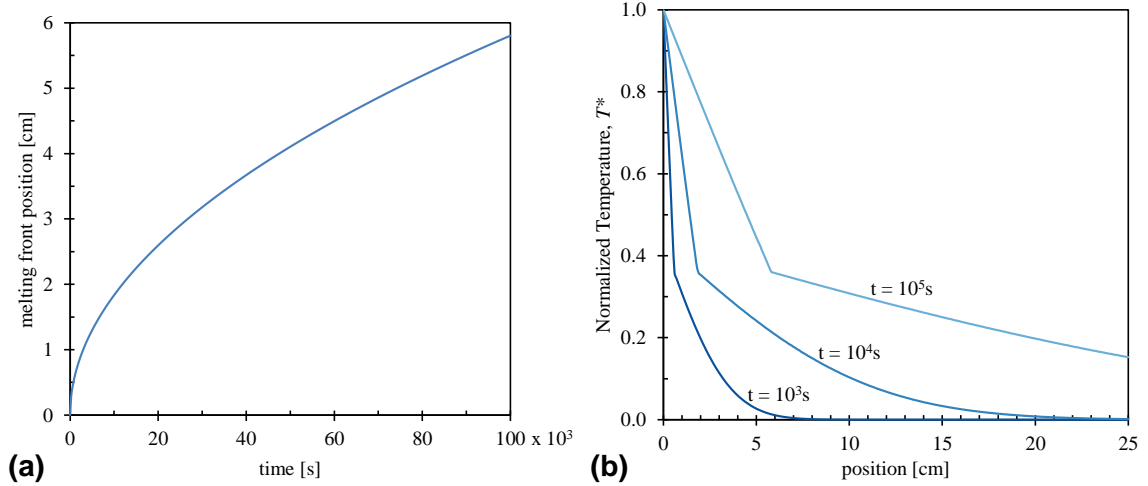 6
5
4
3
2
1
0
melting front position [cm]
0
20
40
60
80
100 x 10³
time [s]
(a)
1.0
0.8
0.6
0.4
0.2
0.0
Normalized Temperature, T*
t = 10⁵s
t = 10⁴s
t = 10³s
0
5
10
15
20
25
position [cm]
(b)